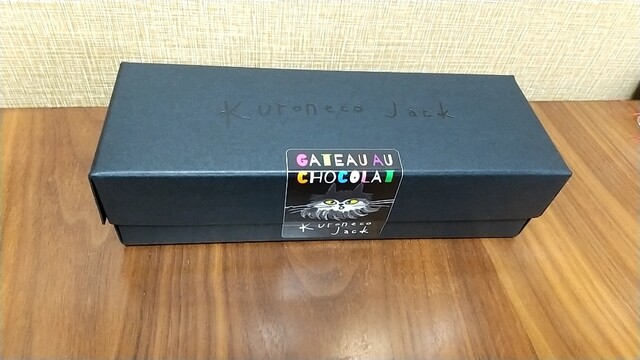 Kuroneco Jack
GATEAU AU
CHOCOLAT
Kuroneco
Jack